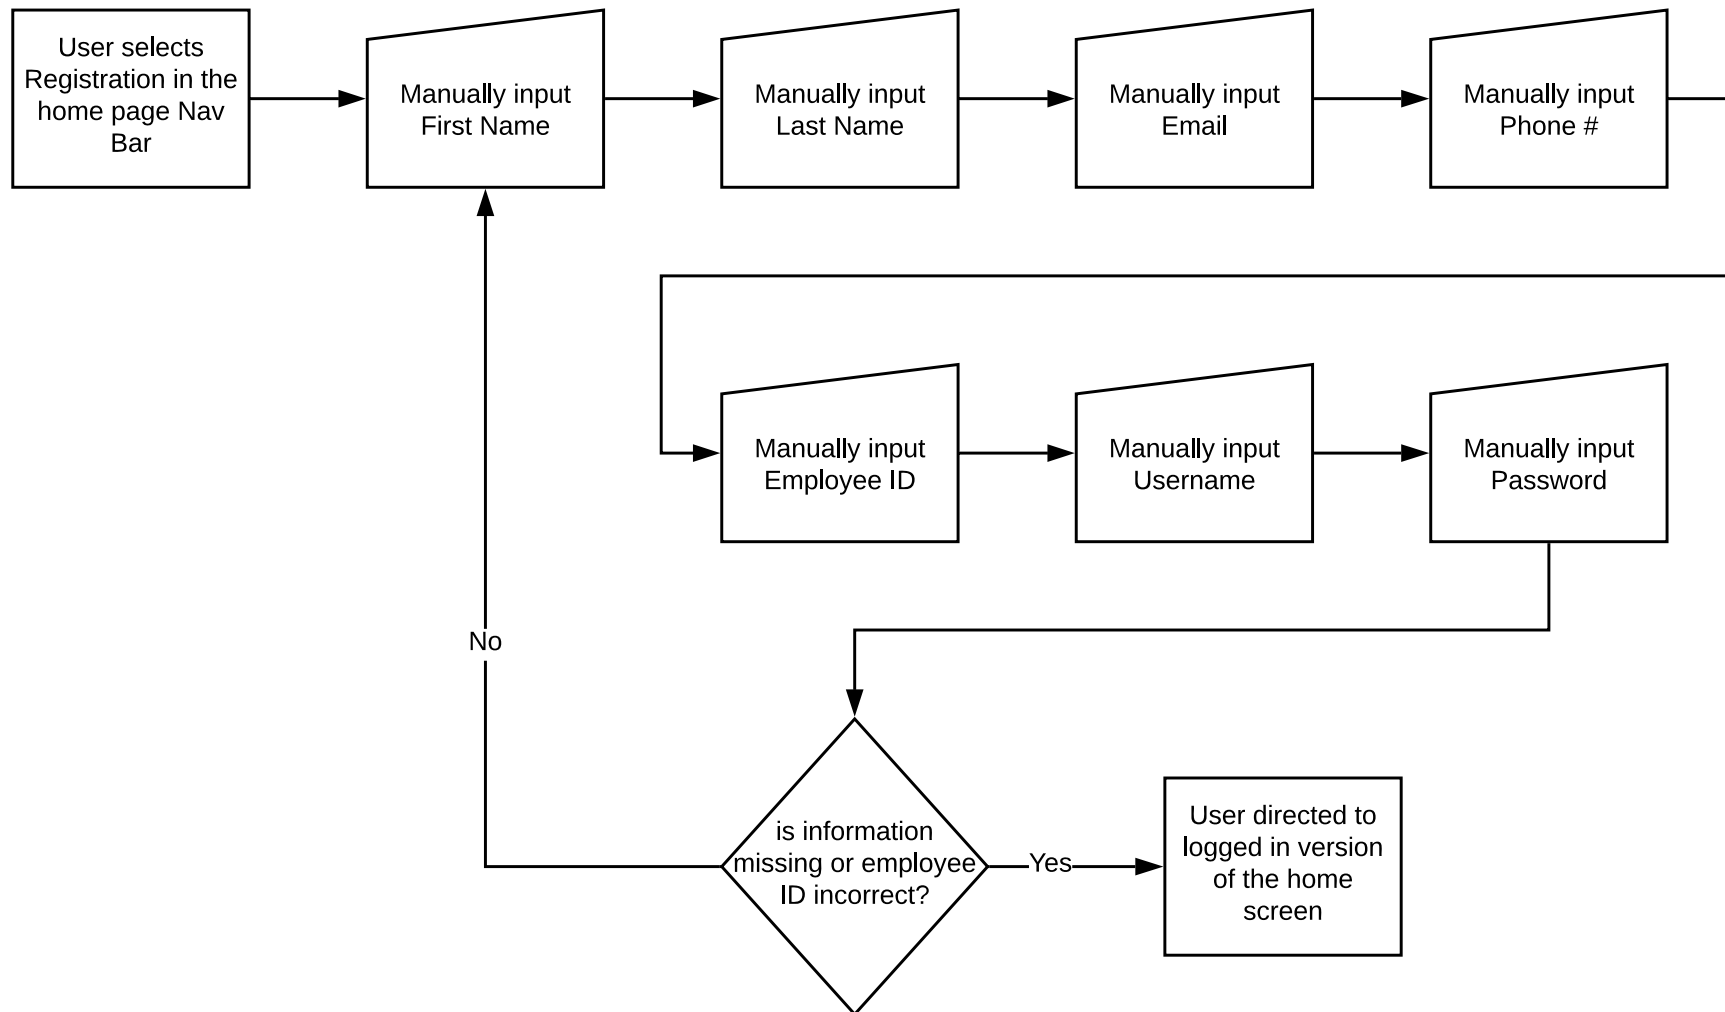 User selects
Registration in the
home page Nav
Bar
Manually input
First Name
Manually input
Last Name
Manually input
Email
Manually input
Phone #
Manually input
Employee ID
Manually input
Username
Manually input
Password
No
is information
missing or employee
ID incorrect?
Yes
User directed to
logged in version
of the home
screen